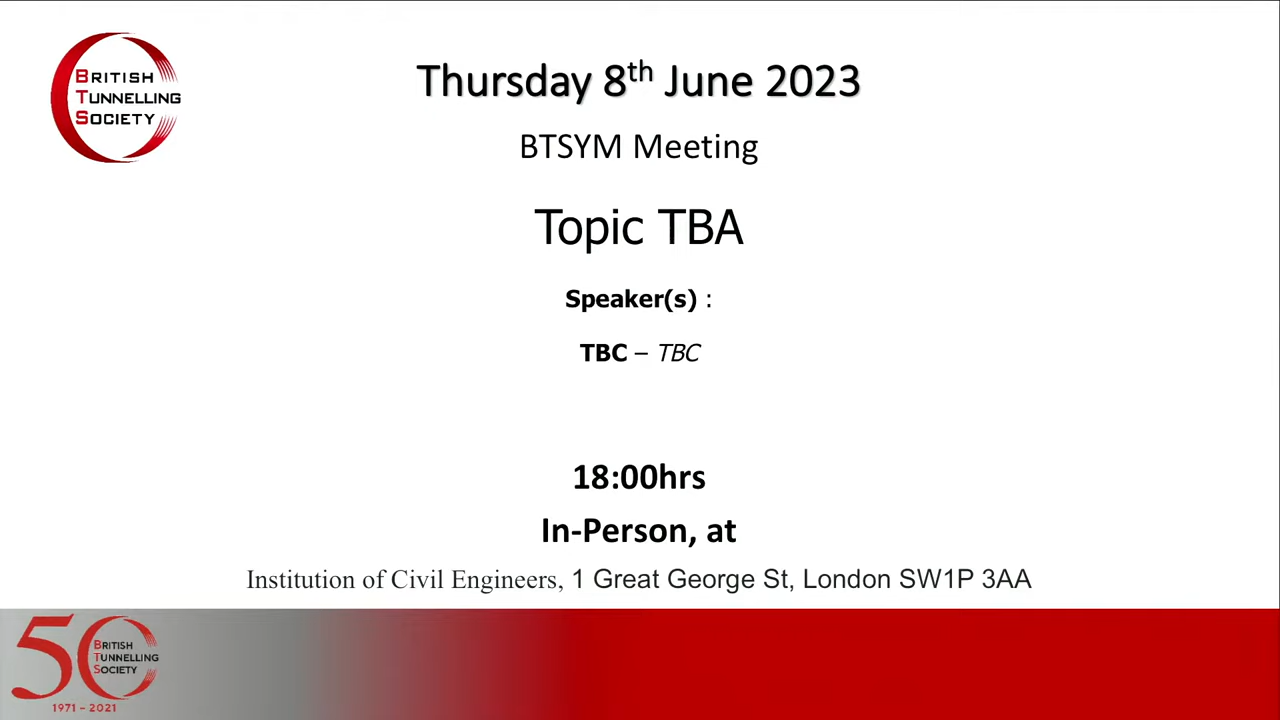 BRITISH
TUNNELLING
SOCIETY
Thursday 8th June 2023
BTSYM Meeting
Topic TBA
Speaker(s) :
TBC – TBC
18:00hrs
In-Person, at
Institution of Civil Engineers, 1 Great George St, London SW1P 3AA
50
BRITISH
TUNNELLING
SOCIETY
1971 – 2021